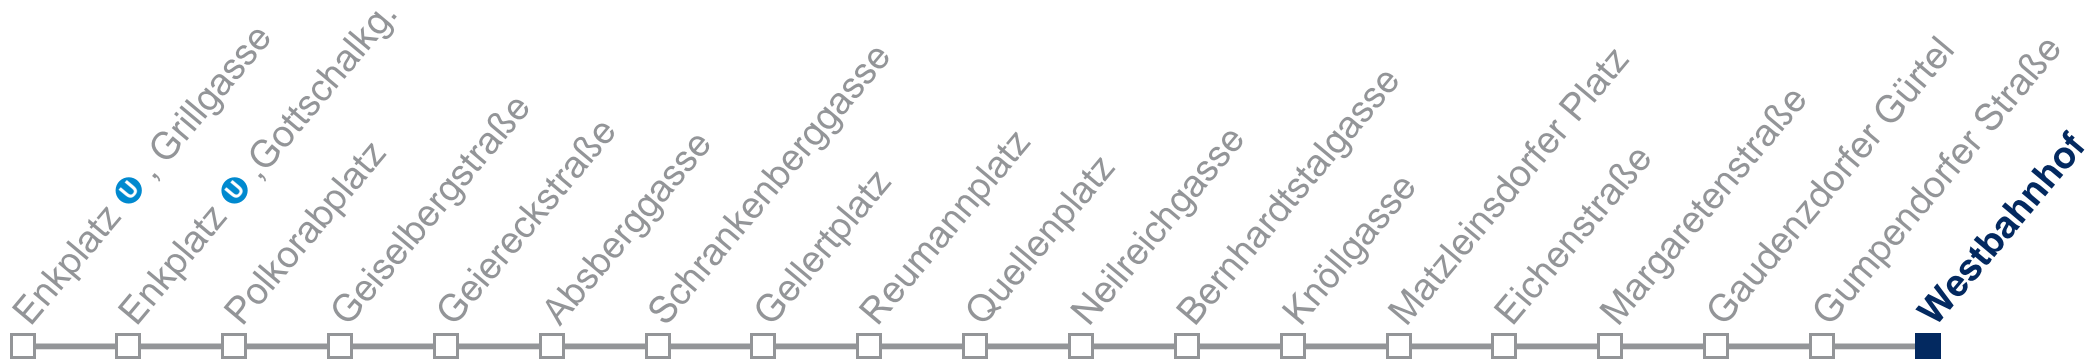 Enkplatz U , Grillgasse
Enkplatz U ,Gottschalkg.
Polkorabplatz
Geiselbergstraße
Geiereckstraße
Absberggasse
Schrankenberggasse
Gellertplatz
Reumannplatz
Quellenplatz
Neilreichgasse
Bernhardtstalgasse
Knöllgasse
Matzleinsdorfer Platz
Eichenstraße
Margaretenstraße
Gaudenzdorfer Gürtel
Gumpendorfer Straße
Westbahnhof